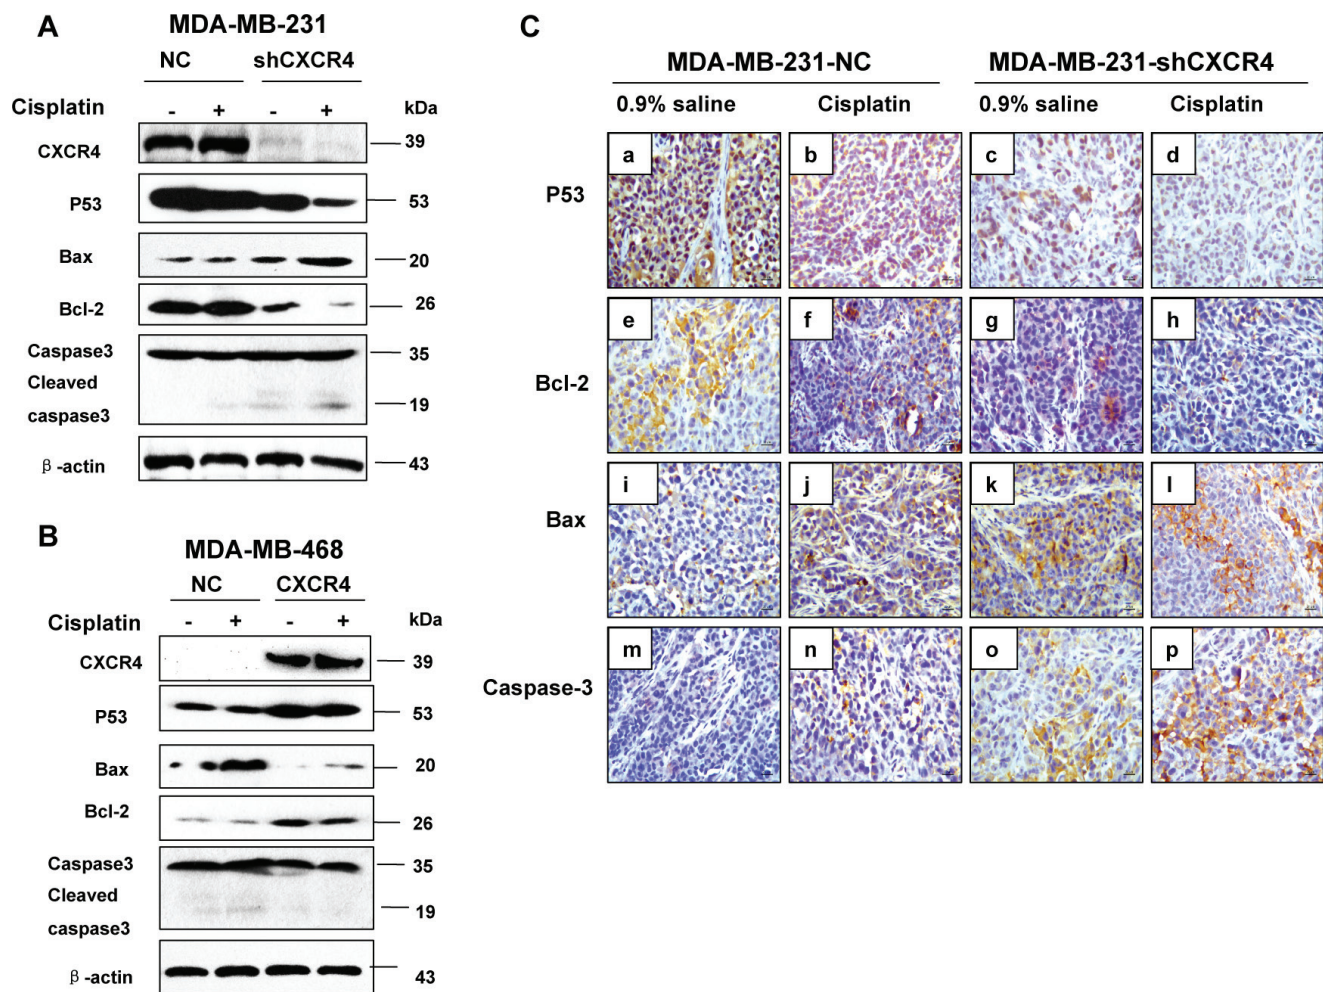 A
MDA-MB-231
NC shCXCR4
Cisplatin - + - + kDa
CXCR4 39
P53 53
Bax 20
Bcl-2 26
Caspase3 35
Cleaved
caspase3 19
β-actin 43
B
MDA-MB-468
NC CXCR4
Cisplatin - + - + kDa
CXCR4 39
P53 53
Bax 20
Bcl-2 26
Caspase3 35
Cleaved
caspase3 19
β-actin 43
C
MDA-MB-231-NC MDA-MB-231-shCXCR4
0.9% saline Cisplatin 0.9% saline Cisplatin
P53 a b c d
Bcl-2 e f g h
Bax i j k l
Caspase-3 m n o p